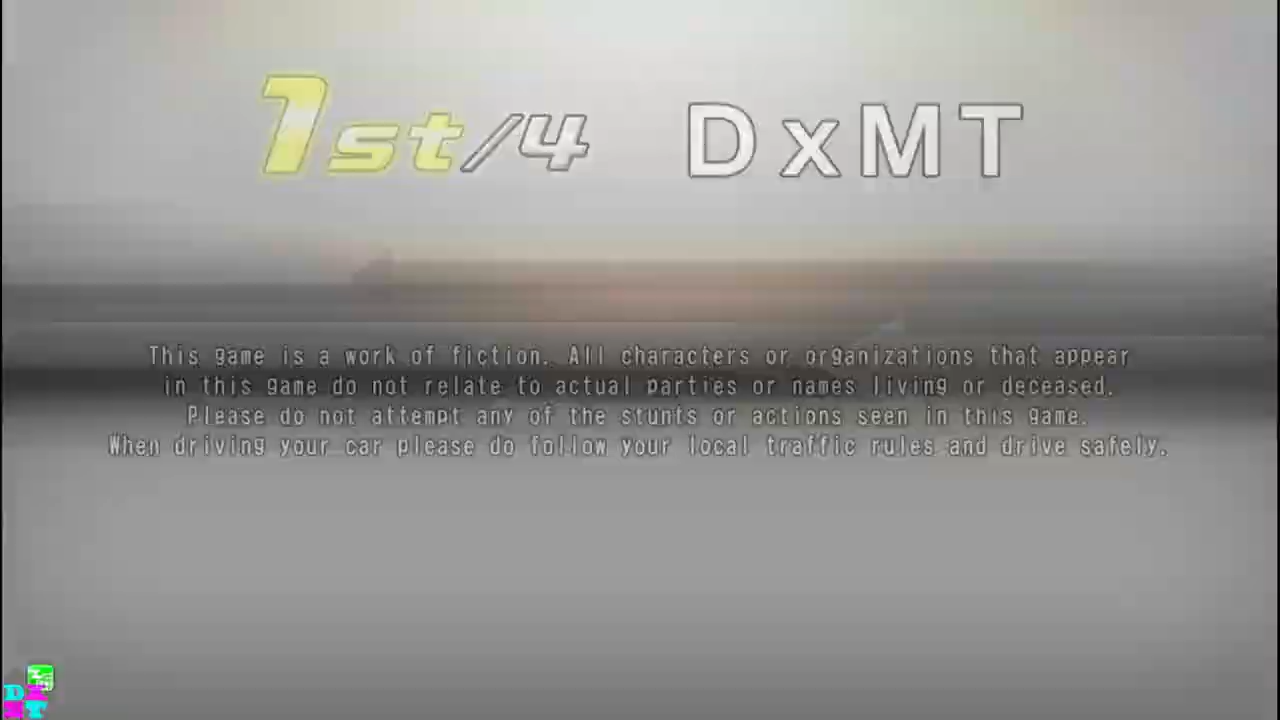 1st/4 DxMT
This game is a work of fiction. All characters or organizations that appear
in this game do not relate to actual parties or names living or deceased.
Please do not attempt any of the stunts or actions seen in this game.
When driving your car please do follow your local traffic rules and drive safely.